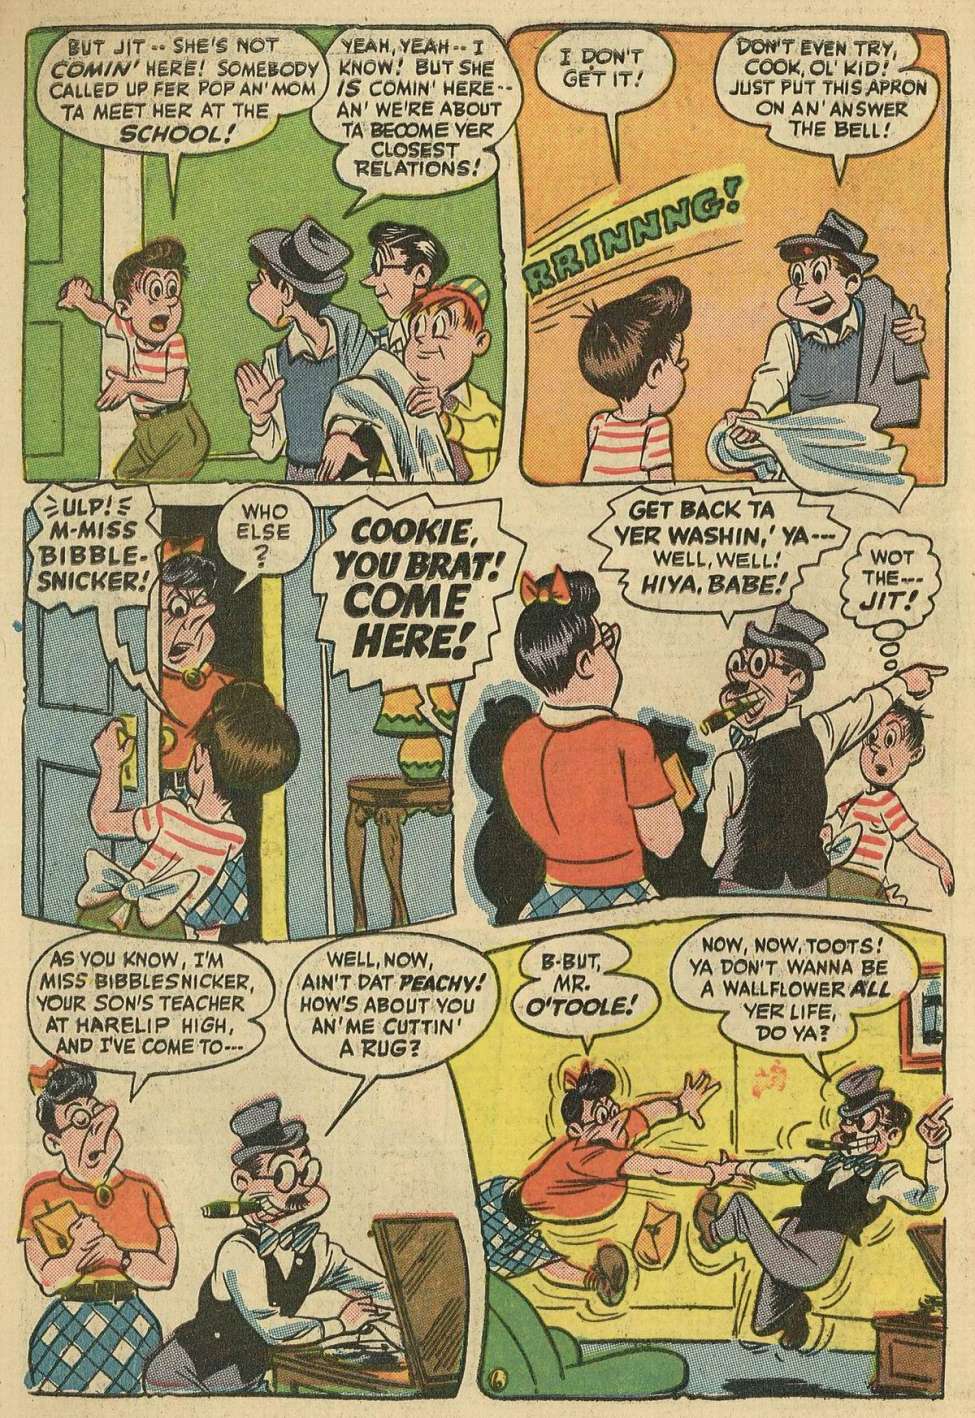 BUT JIT -- SHE'S NOT
COMIN' HERE! SOMEBODY
CALLED UP FER POP AN' MOM
TA MEET HER AT THE
SCHOOL!
YEAH, YEAH -- I
KNOW! BUT SHE
IS COMIN' HERE --
AN' WE'RE ABOUT
TA BECOME YER
CLOSEST
RELATIONS!
I DON'T
GET IT!
DON'T EVEN TRY,
COOK, OL' KID!
JUST PUT THIS APRON
ON AN' ANSWER
THE BELL!
RRINNNNG!
ULP!
M-MISS
BIBBLE-
SNICKER!
WHO
ELSE
?
COOKIE,
YOU BRAT!
COME
HERE!
GET BACK TA
YER WASHIN,' YA---
WELL, WELL!
HIYA, BABE!
WOT
THE---
JIT!
AS YOU KNOW, I'M
MISS BIBBLESNICKER,
YOUR SON'S TEACHER
AT HARELIP HIGH,
AND I'VE COME TO---
WELL, NOW,
AIN'T DAT PEACHY!
HOW'S ABOUT YOU
AN' ME CUTTIN'
A RUG?
B-BUT,
MR.
O'TOOLE!
NOW, NOW, TOOTS!
YA DON'T WANNA BE
A WALLFLOWER ALL
YER LIFE,
DO YA?
6